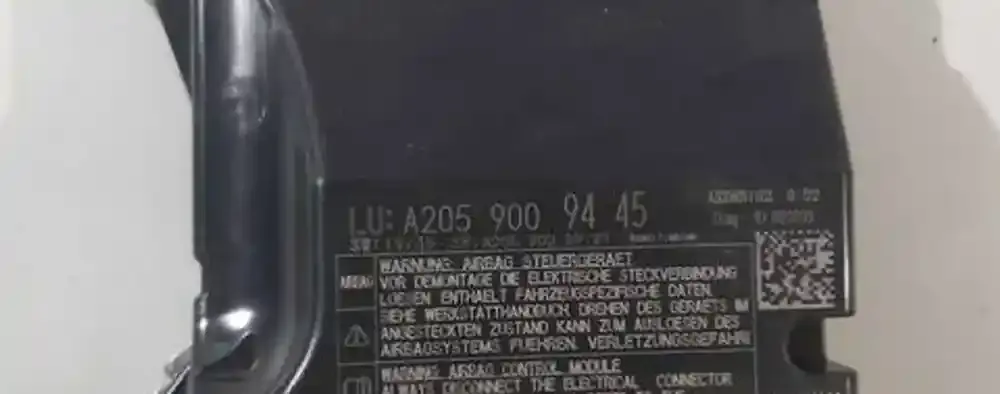 LU: A205 900 94 45
AIRBAG
WARNUNG AIRBAG STEUERGERAET
VOR DEMONTAGE DIE ELEKTRISCHE STECKVERBINDUNG
LOESEN ENTHAELT FAHRZEUGSPEZIFISCHE DATEN.
SIEHE WERKSTATTHANDBUCH. DREHEN DES GERAETS IM
ANGESTECKTEN ZUSTAND KANN ZUM AUSLOESEN DES
AIRBAGSYSTEMS FUEHREN. VERLETZUNGSGEFAHR!
WARNING AIRBAG CONTROL MODULE
ALWAYS DISCONNECT THE ELECTRICAL CONNECTOR